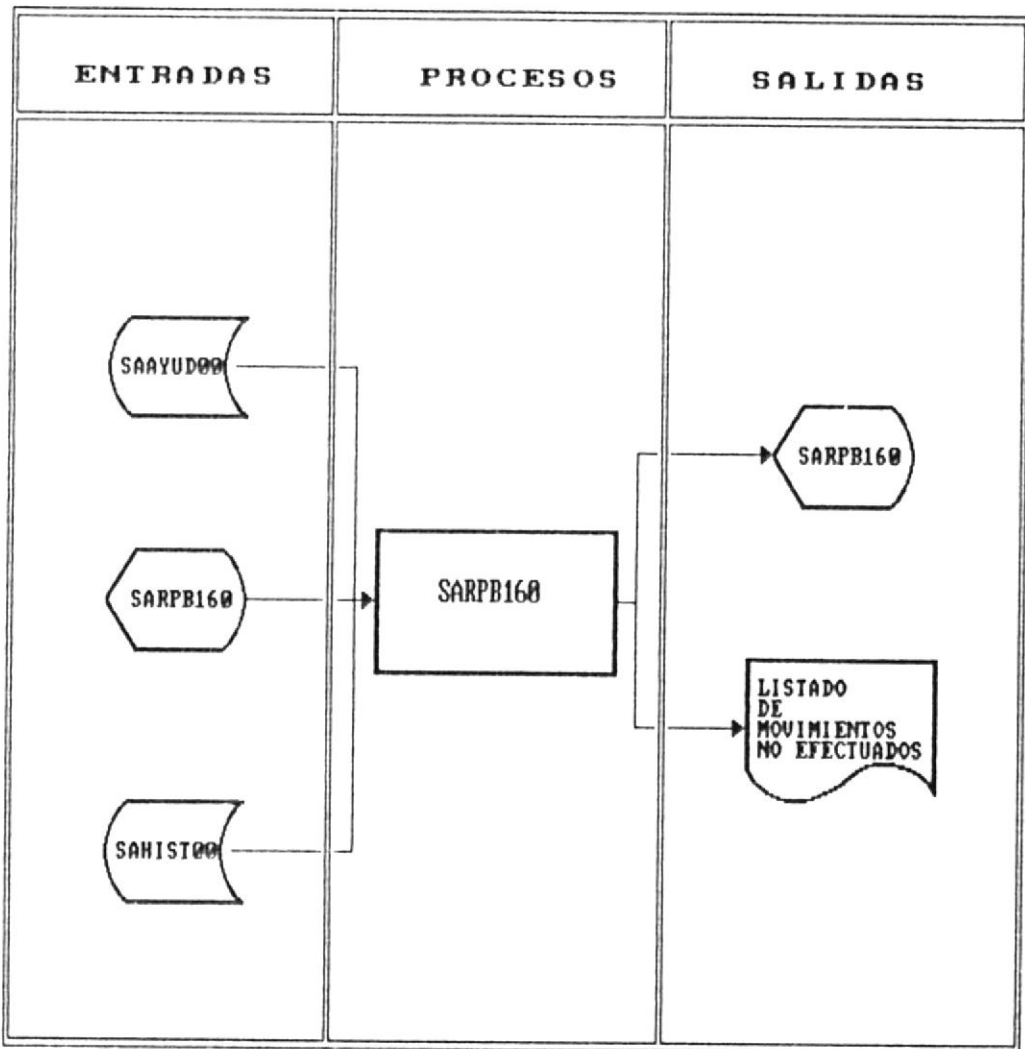 ENTRADAS
PROCESOS
SALIDAS
SAAYUD00
SARPB160
SAHIST00
SARPB160
SARPB160
LISTADO
DE
MOVIMIENTOS
NO EFECTUADOS